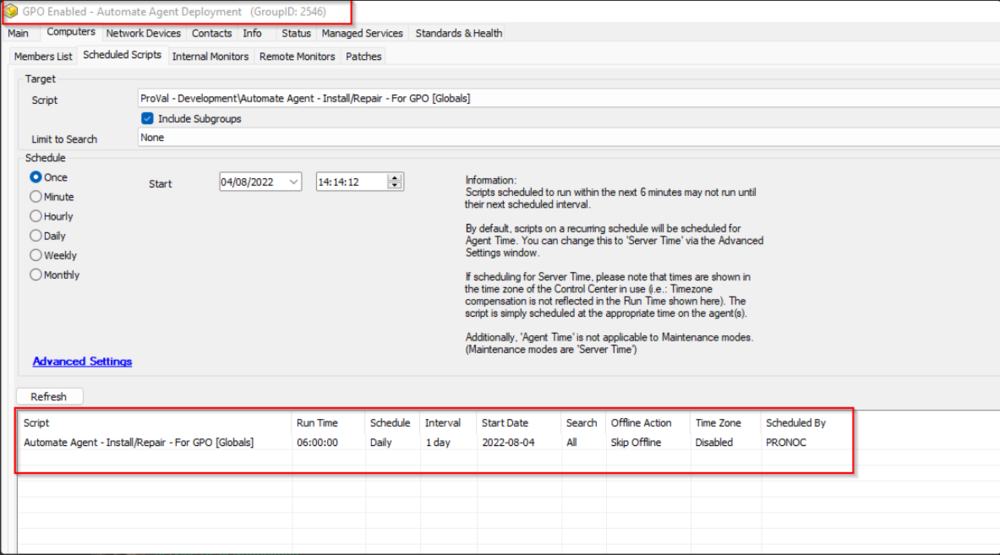 GPO Enabled - Automate Agent Deployment (GroupID: 2546)
Main Computers Network Devices Contacts Info Status Managed Services Standards & Health
Members List Scheduled Scripts Internal Monitors Remote Monitors Patches
Target
Script ProVal - Development\Automate Agent - Install/Repair - For GPO [Globals]
Include Subgroups
Limit to Search None
Schedule
Once
Minute
Hourly
Daily
Weekly
Monthly
Start 04/08/2022 14:14:12
Information:
Scripts scheduled to run within the next 6 minutes may not run until
their next scheduled interval.
By default, scripts on a recurring schedule will be scheduled for
Agent Time. You can change this to 'Server Time' via the Advanced
Settings window.
If scheduling for Server Time, please note that times are shown in
the time zone of the Control Center in use (i.e.: Timezone
compensation is not reflected in the Run Time shown here). The
script is simply scheduled at the appropriate time on the agent(s).
Additionally, 'Agent Time' is not applicable to Maintenance modes.
(Maintenance modes are 'Server Time')
Advanced Settings
Refresh
Script Run Time Schedule Interval Start Date Search Offline Action Time Zone Scheduled By
Automate Agent - Install/Repair - For GPO [Globals] 06:00:00 Daily 1 day 2022-08-04 All Skip Offline Disabled PRONOC